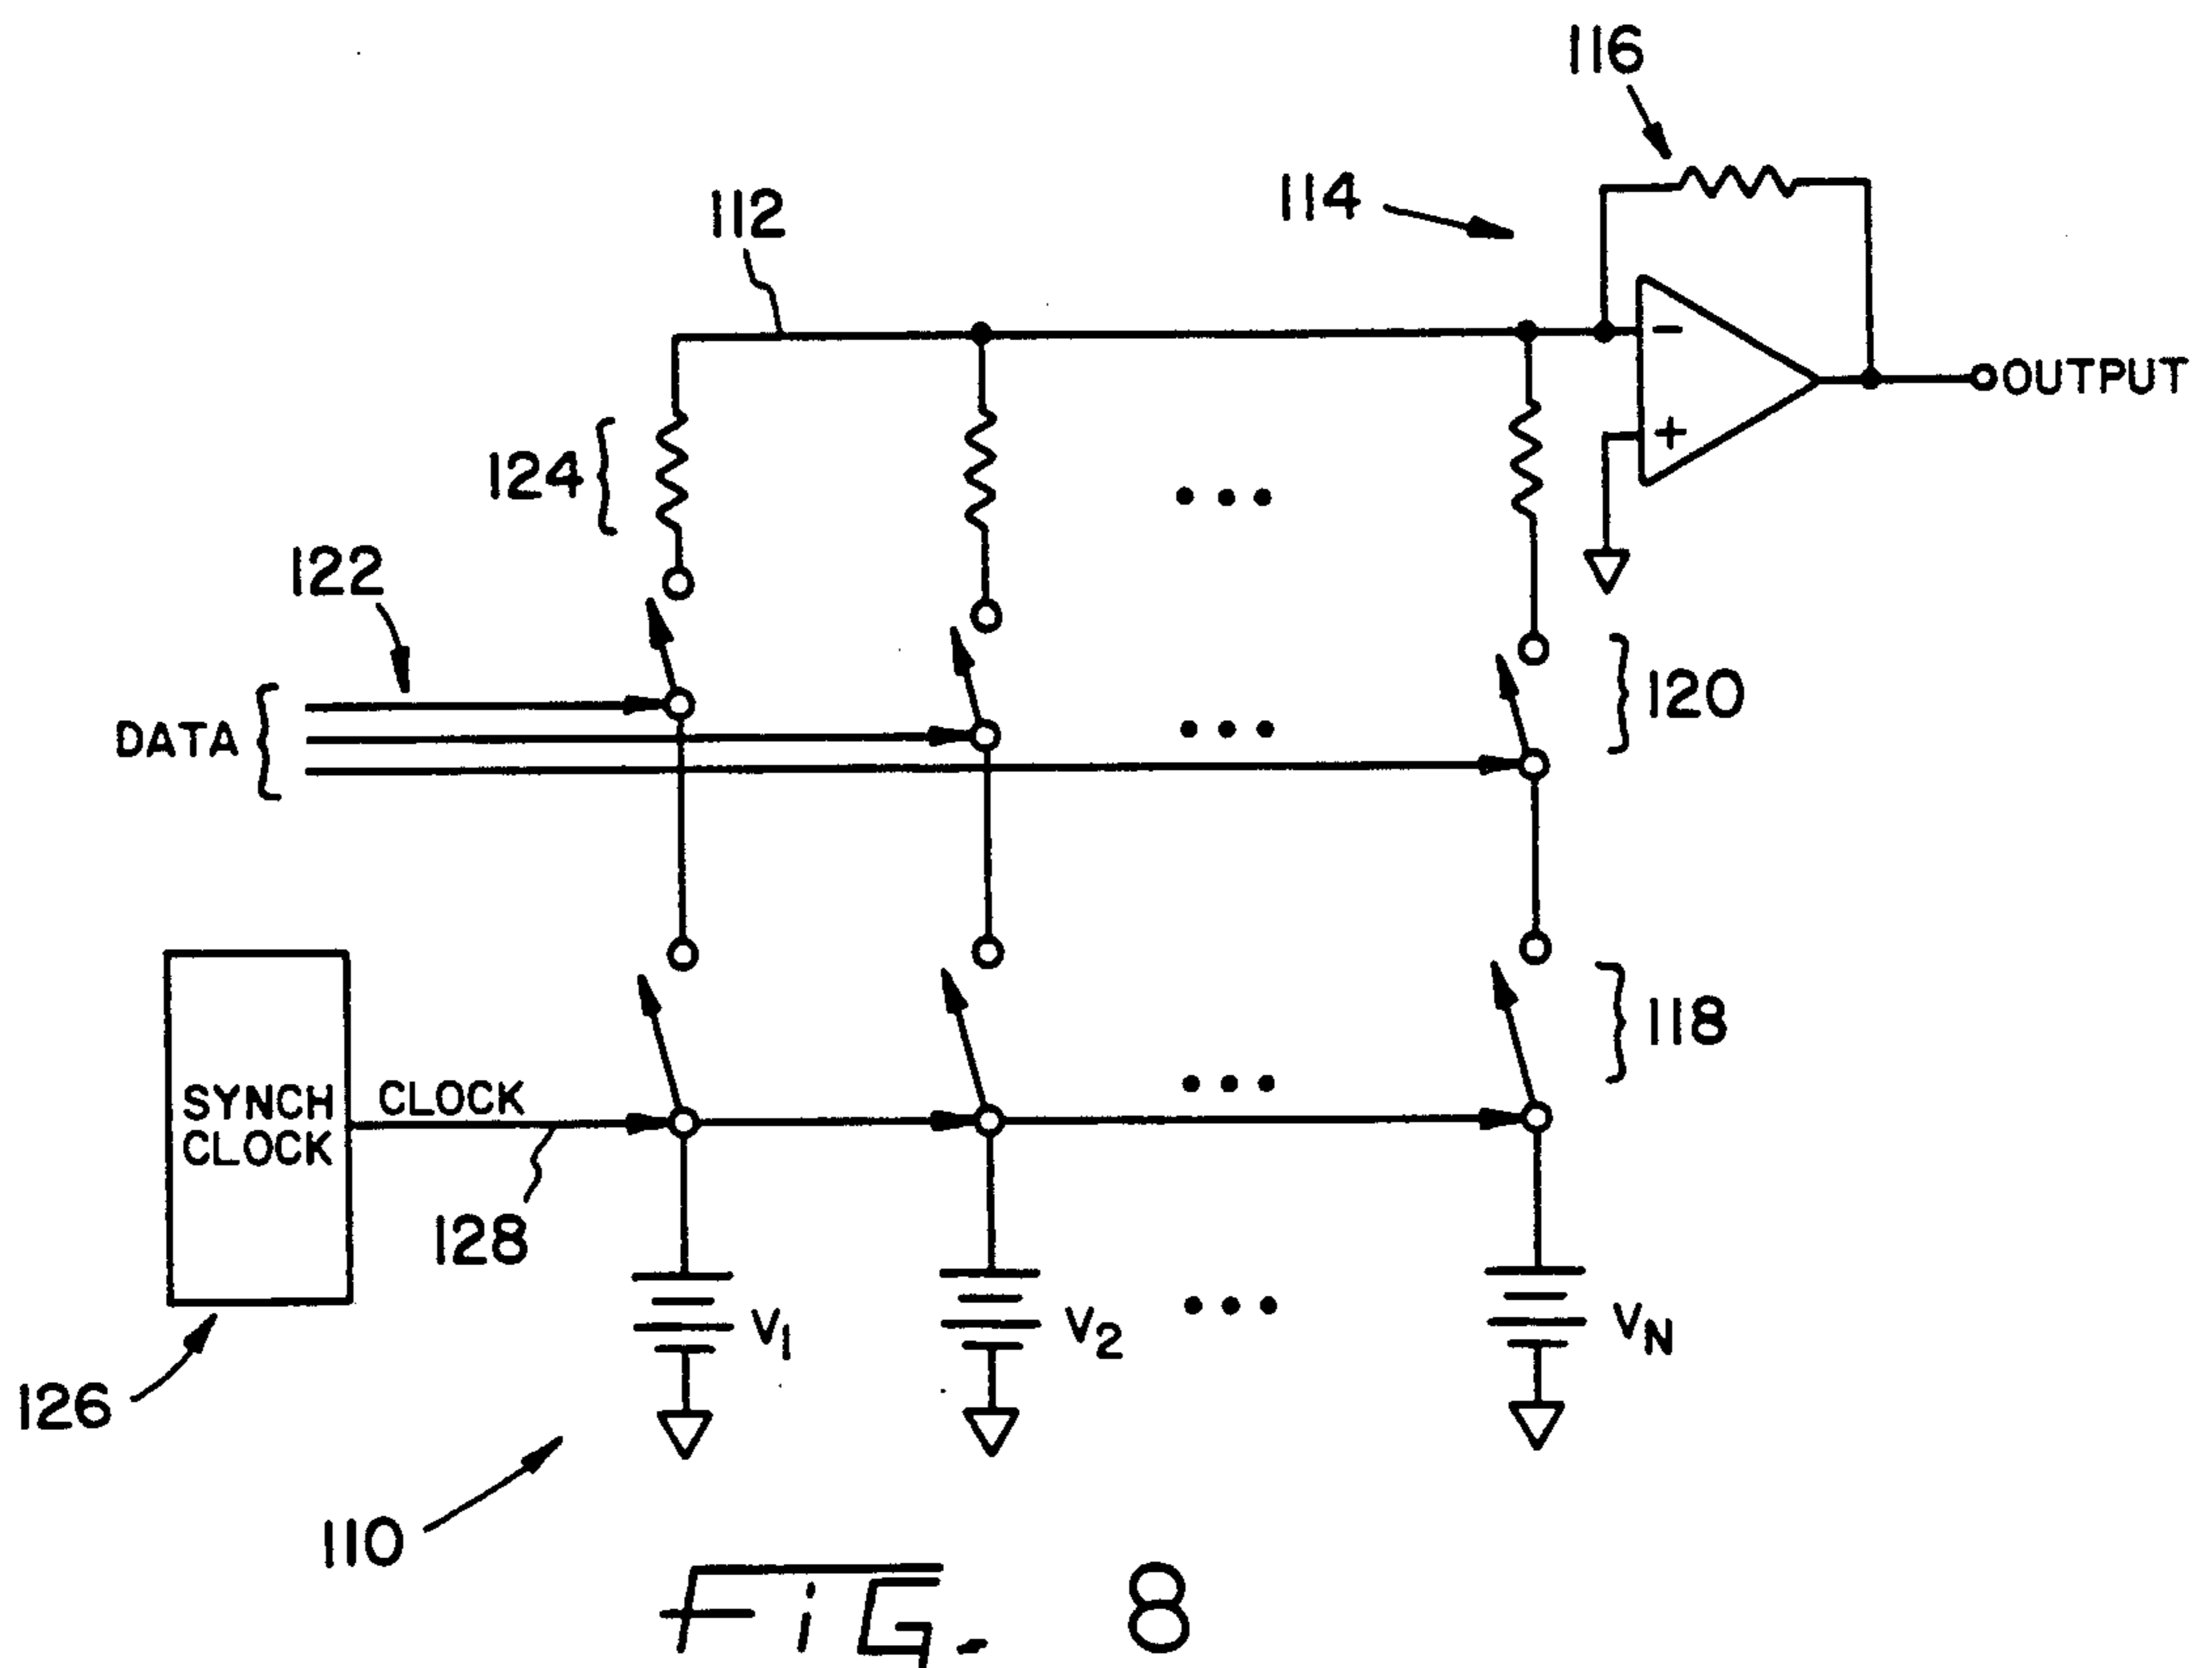 116
114
112
−
OUTPUT
+
124
122
120
DATA
118
SYNCH
CLOCK
CLOCK
128
V1
V2
VN
126
110
FIG. 8